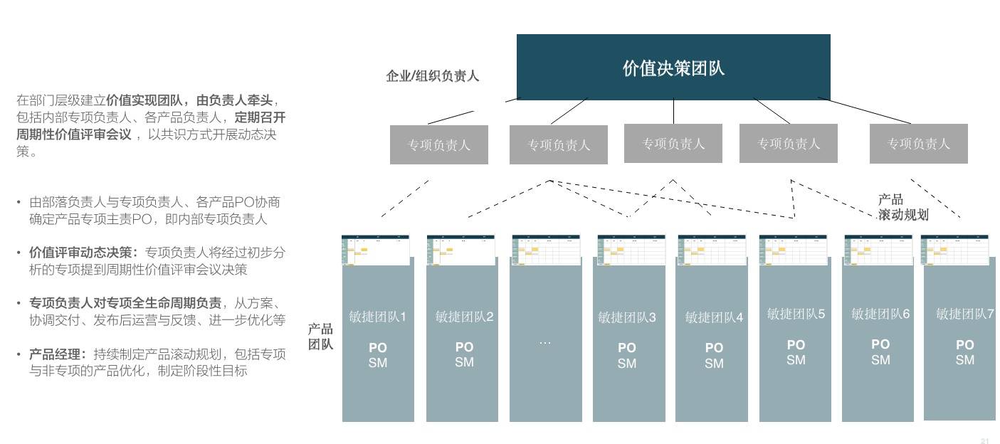 在部门层级建立价值实现团队，由负责人牵头，
包括内部专项负责人、各产品负责人，定期召开
周期性价值评审会议 ，以共识方式开展动态决
策。
• 由部落负责人与专项负责人、各产品PO协商
确定产品专项主责PO，即内部专项负责人
• 价值评审动态决策：专项负责人将经过初步分
析的专项提到周期性价值评审会议决策
• 专项负责人对专项全生命周期负责，从方案、
协调交付、发布后运营与反馈、进一步优化等
• 产品经理：持续制定产品滚动规划，包括专项
与非专项的产品优化，制定阶段性目标
企业/组织负责人
价值决策团队
专项负责人
专项负责人
专项负责人
专项负责人
专项负责人
产品
滚动规划
产品
团队
敏捷团队1
PO
SM
敏捷团队2
PO
SM
…
敏捷团队3
PO
SM
敏捷团队4
PO
SM
敏捷团队5
PO
SM
敏捷团队6
PO
SM
敏捷团队7
PO
SM
21